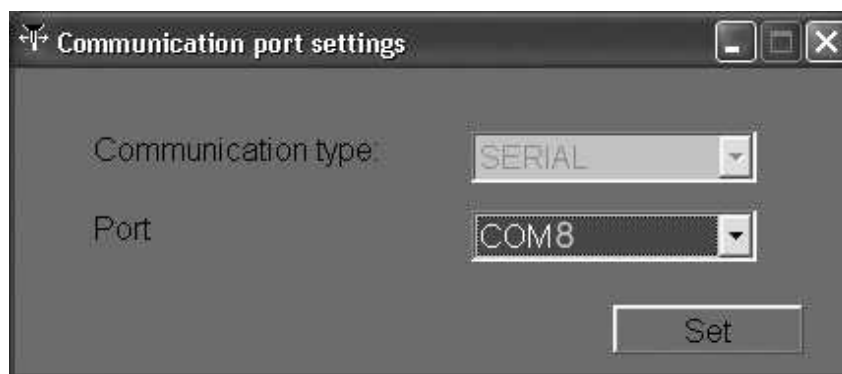 Communication port settings
Communication type: SERIAL
Port COM8
Set